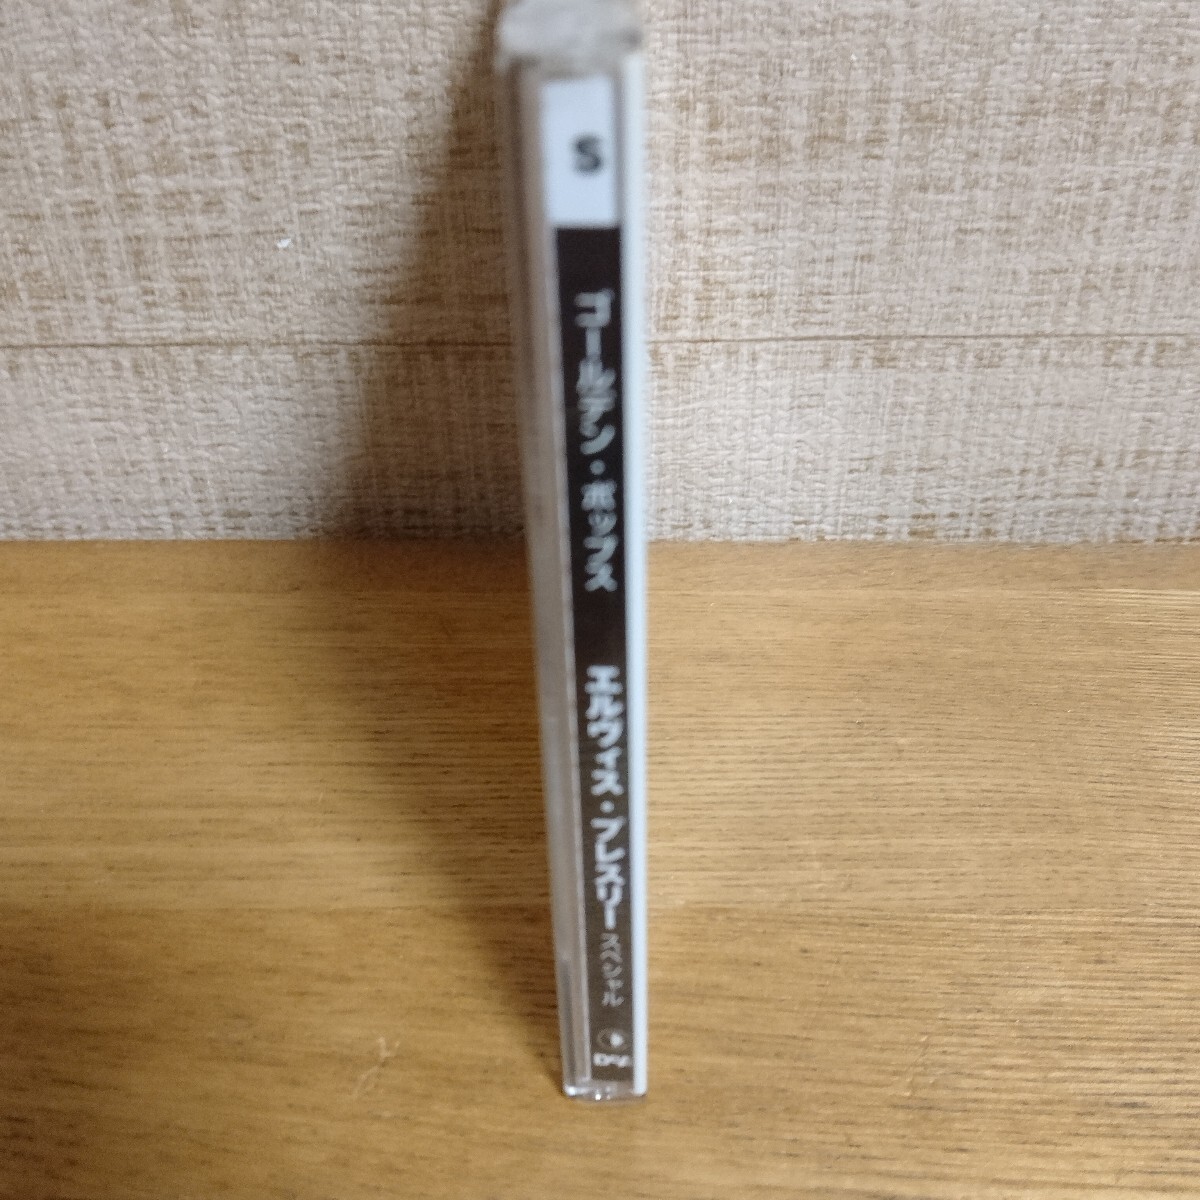 S
ゴールデン・ポップス
エルヴィス・プレスリー スペシャル